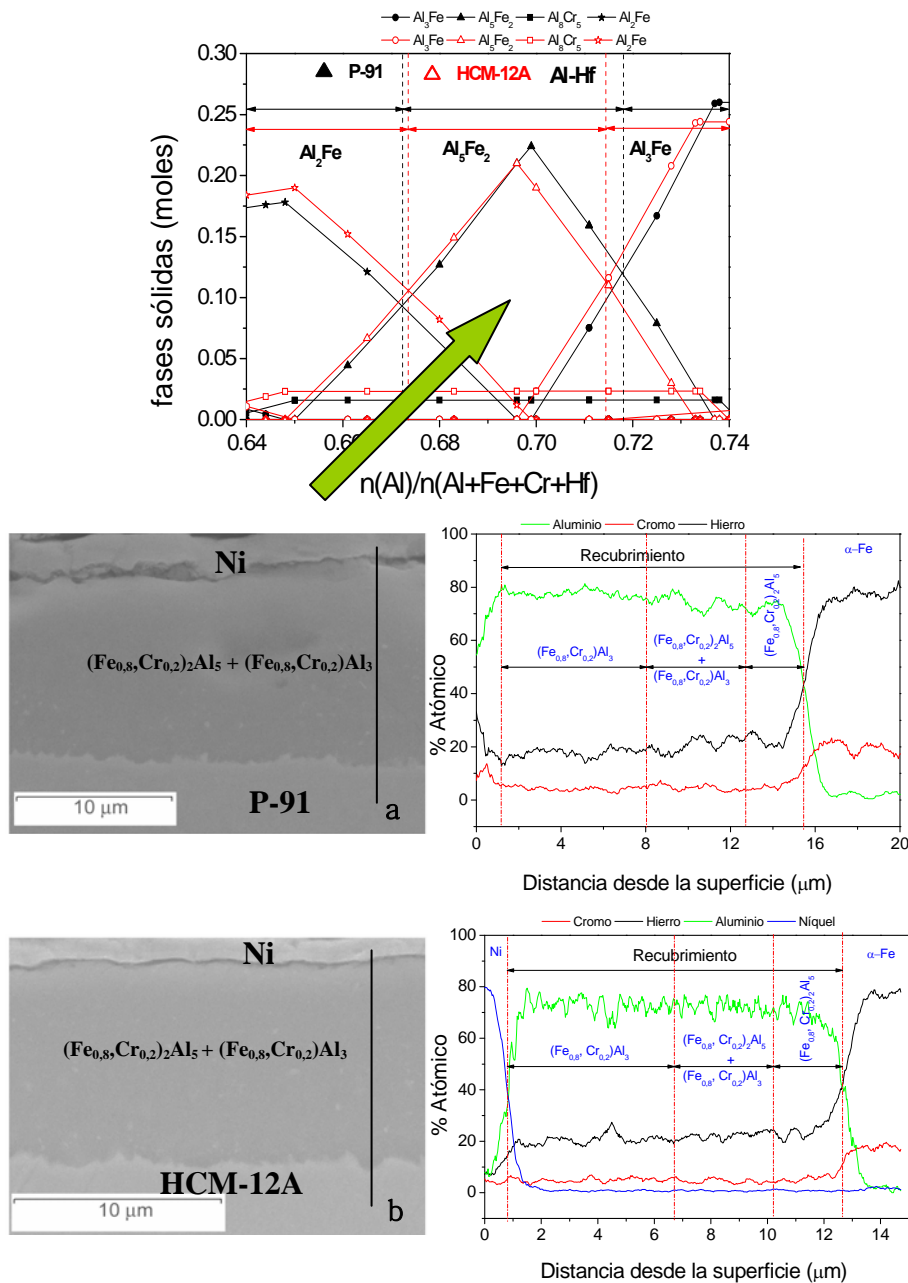 Al3Fe Al5Fe2 Al8Cr5 Al2Fe
Al3Fe Al5Fe2 Al8Cr5 Al2Fe
P-91 HCM-12A Al-Hf
Al2Fe Al5Fe2 Al3Fe
fases sólidas (moles)
0.30
0.25
0.20
0.15
0.10
0.05
0.00
0.64 0.68 0.70 0.72 0.74
n(Al)/n(Al+Fe+Cr+Hf)
Ni
(Fe0,8,Cr0,2)2Al5 + (Fe0,8,Cr0,2)Al3
10 μm
P-91
a
Aluminio Cromo Hierro
Recubrimiento
α-Fe
(Fe0,8,Cr0,2)Al3
(Fe0,8,Cr0,2)2Al5
+
(Fe0,8,Cr0,2)Al3
(Fe0,8,Cr0,2)2Al5
% Atómico
100
80
60
40
20
0
0 4 8 12 16 20
Distancia desde la superficie (μm)
Ni
(Fe0,8,Cr0,2)2Al5 + (Fe0,8,Cr0,2)Al3
10 μm
HCM-12A
b
Cromo Hierro Aluminio Níquel
Ni
Recubrimiento
α-Fe
(Fe0,8, Cr0,2)Al3
(Fe0,8, Cr0,2)2Al5
+
(Fe0,8, Cr0,2)Al3
(Fe0,8, Cr0,2)2Al5
% Atómico
100
80
60
40
20
0
0 2 4 6 8 10 12 14
Distancia desde la superficie (μm)